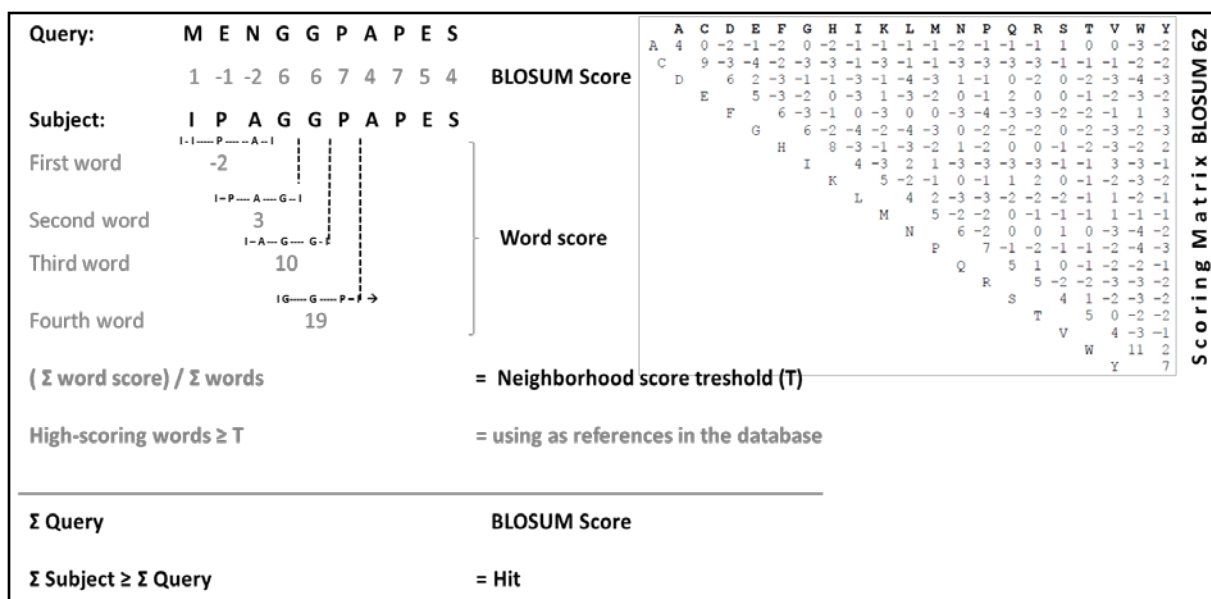 Query: M E N G G P A P E S
1 -1 -2 6 6 7 4 7 5 4 BLOSUM Score
Subject: I P A G G P A P E S
I-I-----P-----A-I
First word -2
I-P-----A-----G-I
Second word 3
I-A-----G-----G-I
Third word 10
IG-----G-----P-I →
Fourth word 19
Word score
( Σ word score) / Σ words = Neighborhood score treshold (T)
High-scoring words ≥ T = using as references in the database
Σ Query BLOSUM Score
Σ Subject ≥ Σ Query = Hit
A C D E F G H I K L M N P Q R S T V W Y
A 4 0 -2 -1 -2 0 -2 -1 -1 -1 -1 -2 -1 -1 -1 1 0 0 -3 -2
C 9 -3 -4 -2 -3 -3 -1 -3 -1 -1 -3 -3 -3 -3 -1 -1 -1 -2 -2
D 6 2 -3 -1 -1 -3 -1 -4 -3 1 -1 0 -2 0 -2 -3 -4 -3
E 5 -3 -2 0 -3 1 -3 -2 0 -1 2 0 0 -1 -2 -3 -2
F 6 -3 -1 0 -3 0 0 -3 -4 -3 -3 -2 -2 -1 1 3
G 6 -2 -4 -2 -4 -3 0 -2 -2 -2 0 -2 -3 -2 -3
H 8 -3 -1 -3 -2 1 -2 0 0 -1 -2 -3 -2 2
I 4 -3 2 1 -3 -3 -3 -3 -1 -1 3 -3 -1
K 5 -2 -1 0 -1 1 2 0 -1 -2 -3 -2
L 4 2 -3 -3 -2 -2 -2 -1 1 -2 -1
M 5 -2 -2 0 -1 -1 -1 1 -1 -1
N 6 -2 0 0 1 0 -3 -4 -2
P 7 -1 -2 -1 -1 -2 -4 -3
Q 5 1 0 -1 -2 -2 -1
R 5 -2 -2 -3 -3 -2
S 4 1 -2 -3 -2
T 5 0 -2 -2
V 4 -3 -1
W 11 2
Y 7
Scoring Matrix BLOSUM 62